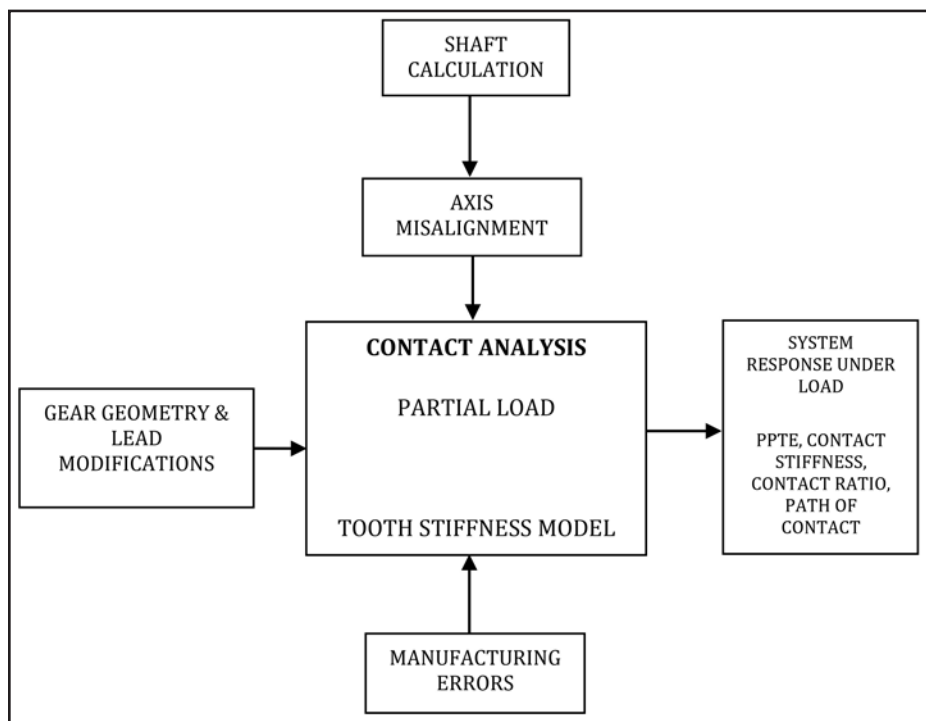 SHAFT
CALCULATION
AXIS
MISALIGNMENT
CONTACT ANALYSIS
PARTIAL LOAD
TOOTH STIFFNESS MODEL
GEAR GEOMETRY &
LEAD
MODIFICATIONS
SYSTEM
RESPONSE UNDER
LOAD
PPTE, CONTACT
STIFFNESS,
CONTACT RATIO,
PATH OF
CONTACT
MANUFACTURING
ERRORS